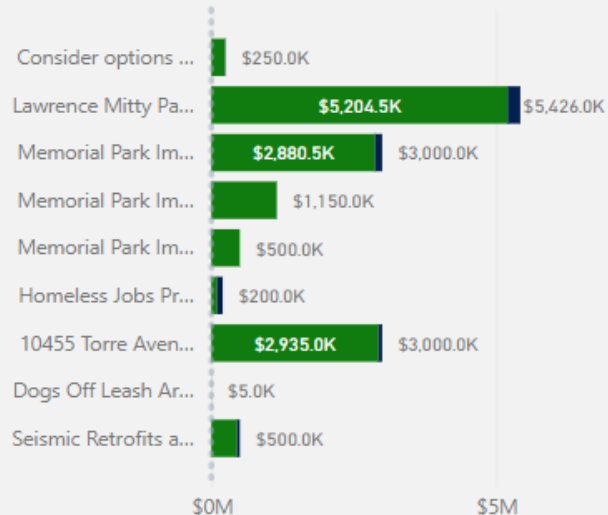 Consider options ... $250.0K
Lawrence Mitty Pa... $5,204.5K $5,426.0K
Memorial Park Im... $2,880.5K $3,000.0K
Memorial Park Im... $1,150.0K
Memorial Park Im... $500.0K
Homeless Jobs Pr... $200.0K
10455 Torre Aven... $2,935.0K $3,000.0K
Dogs Off Leash Ar... $5.0K
Seismic Retrofits a... $500.0K
$0M $5M